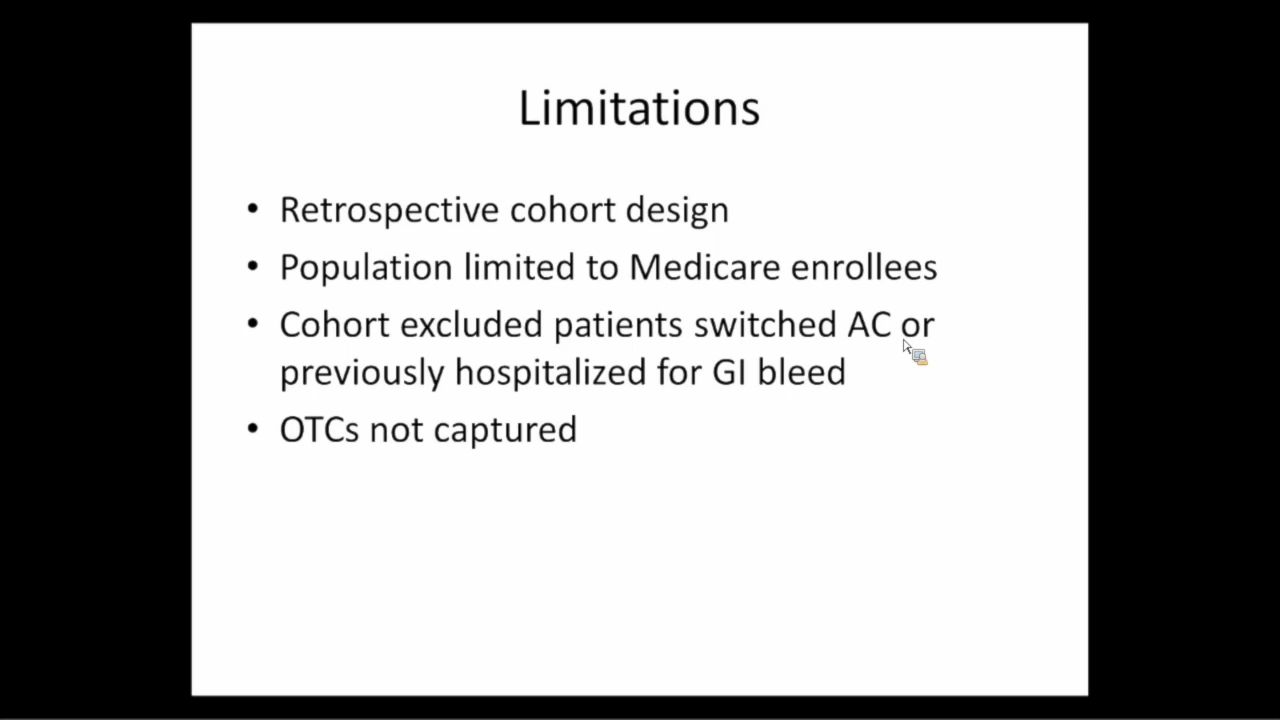 Limitations
• Retrospective cohort design
• Population limited to Medicare enrollees
• Cohort excluded patients switched AC or
previously hospitalized for GI bleed
• OTCs not captured